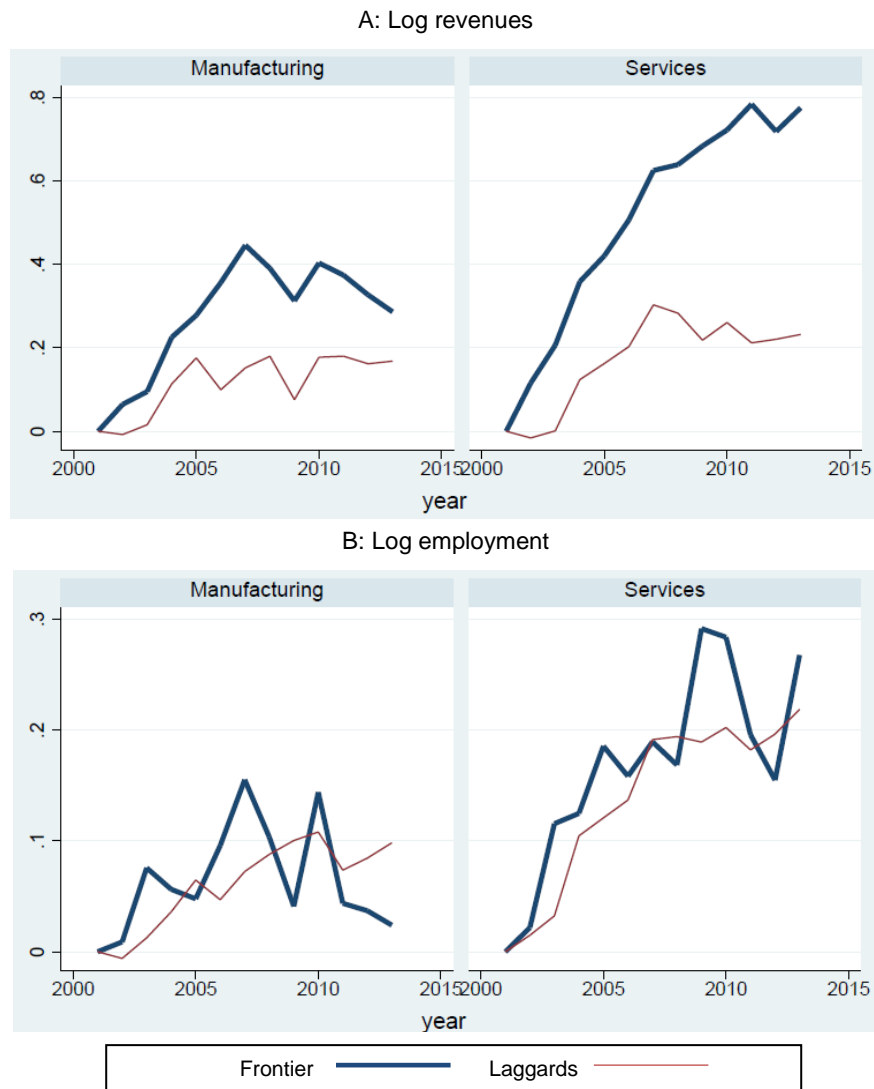 A: Log revenues
Manufacturing
Services
.8
.6
.4
.2
0
2000 2005 2010 2015 2000 2005 2010 2015
year
B: Log employment
Manufacturing
Services
.3
.2
.1
0
2000 2005 2010 2015 2000 2005 2010 2015
year
Frontier Laggards